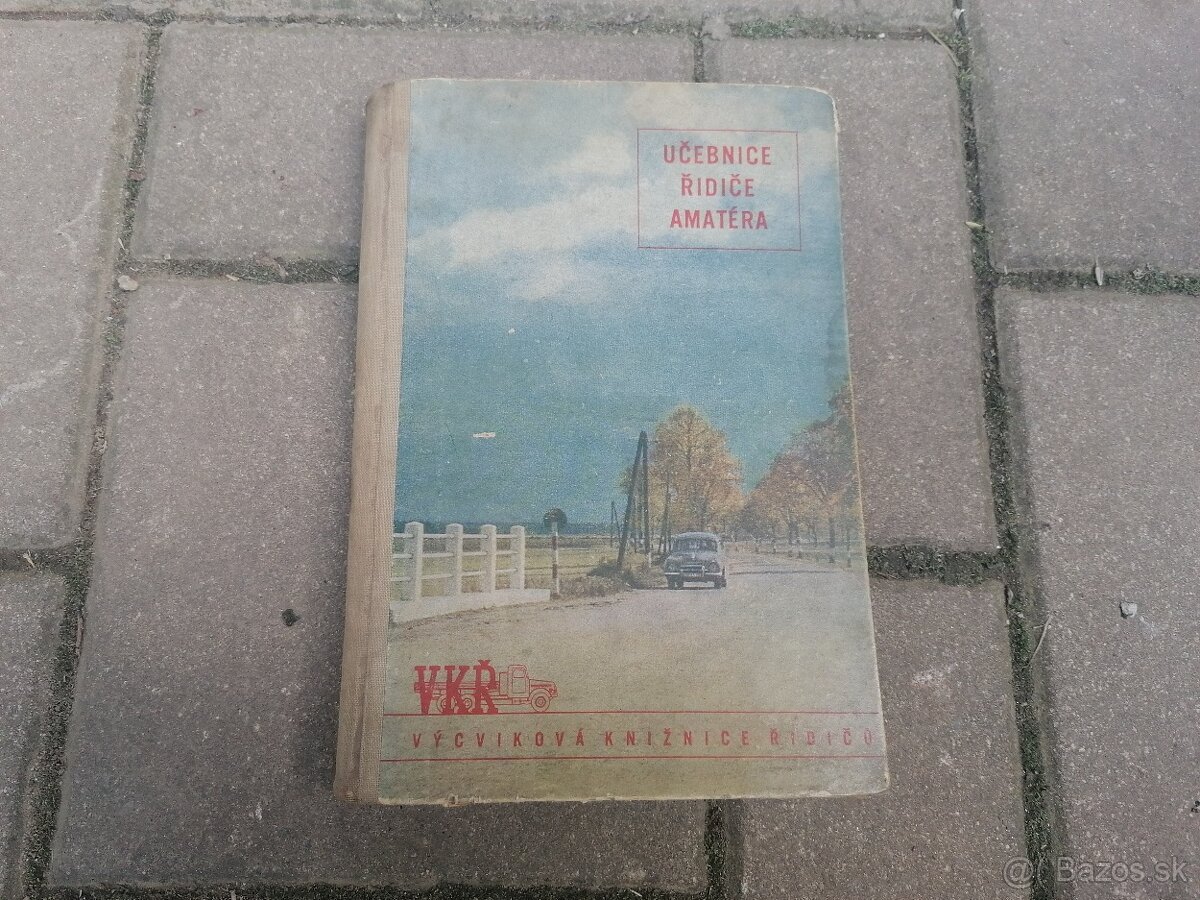 UČEBNICE
ŘIDIČE
AMATÉRA
VKŘ
VÝCVIKOVÁ KNIŽNICE ŘIDIČŮ
@ Bazos.sk